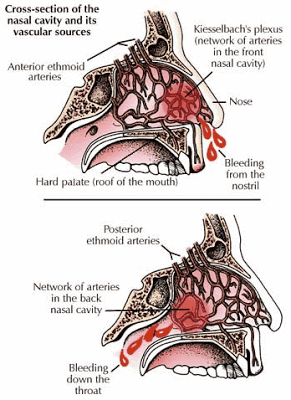 Cross-section of the
nasal cavity and its
vascular sources
Kiesselbach's plexus
(network of arteries
in the front
nasal cavity)
Anterior ethmoid
arteries
Nose
Hard palate (roof of the mouth)
Bleeding
from the
nostril
Posterior
ethmoid arteries
Network of arteries
in the back
nasal cavity
Bleeding
down the
throat